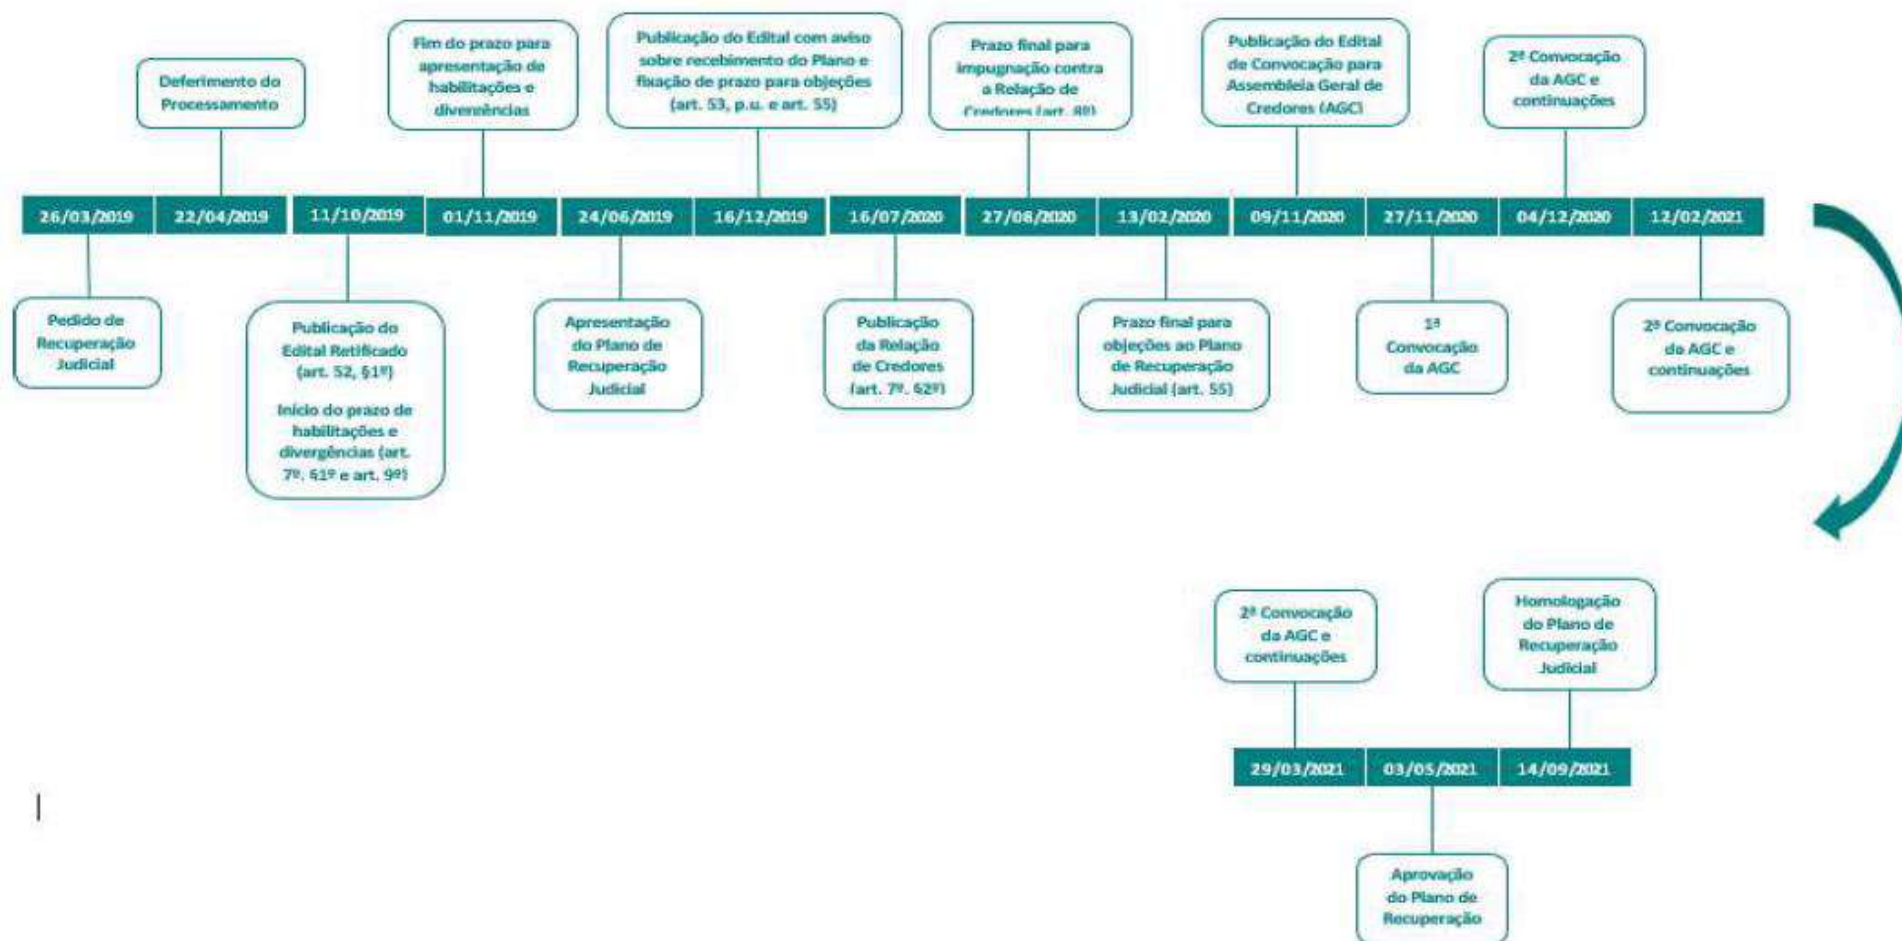 Deferimento do
Processamento
Fim do prazo para
apresentação de
habilitações e
divergências
Publicação do Edital com aviso
sobre recebimento do Plano e
fixação de prazo para objeções
(art. 53, p.u. e art. 55)
Prazo final para
impugnação contra
a Relação de
Credores (art. 8º)
Publicação do Edital
de Convocação para
Assembleia Geral de
Credores (AGC)
2ª Convocação
da AGC e
continuações
26/03/2019 22/04/2019 11/10/2019 01/11/2019 24/06/2019 16/12/2019 16/07/2020 27/08/2020 13/02/2020 09/11/2020 27/11/2020 04/12/2020 12/02/2021
Pedido de
Recuperação
Judicial
Publicação do
Edital Retificado
(art. 52, §1º)
Início do prazo de
habilitações e
divergências (art.
7º, §1º e art. 9º)
Apresentação
do Plano de
Recuperação
Judicial
Publicação
da Relação
de Credores
(art. 7º, §2º)
Prazo final para
objeções ao Plano
de Recuperação
Judicial (art. 55)
1ª
Convocação
da AGC
2ª Convocação
da AGC e
continuações
2ª Convocação
da AGC e
continuações
Homologação
do Plano de
Recuperação
Judicial
29/03/2021 03/05/2021 14/09/2021
Aprovação
do Plano de
Recuperação